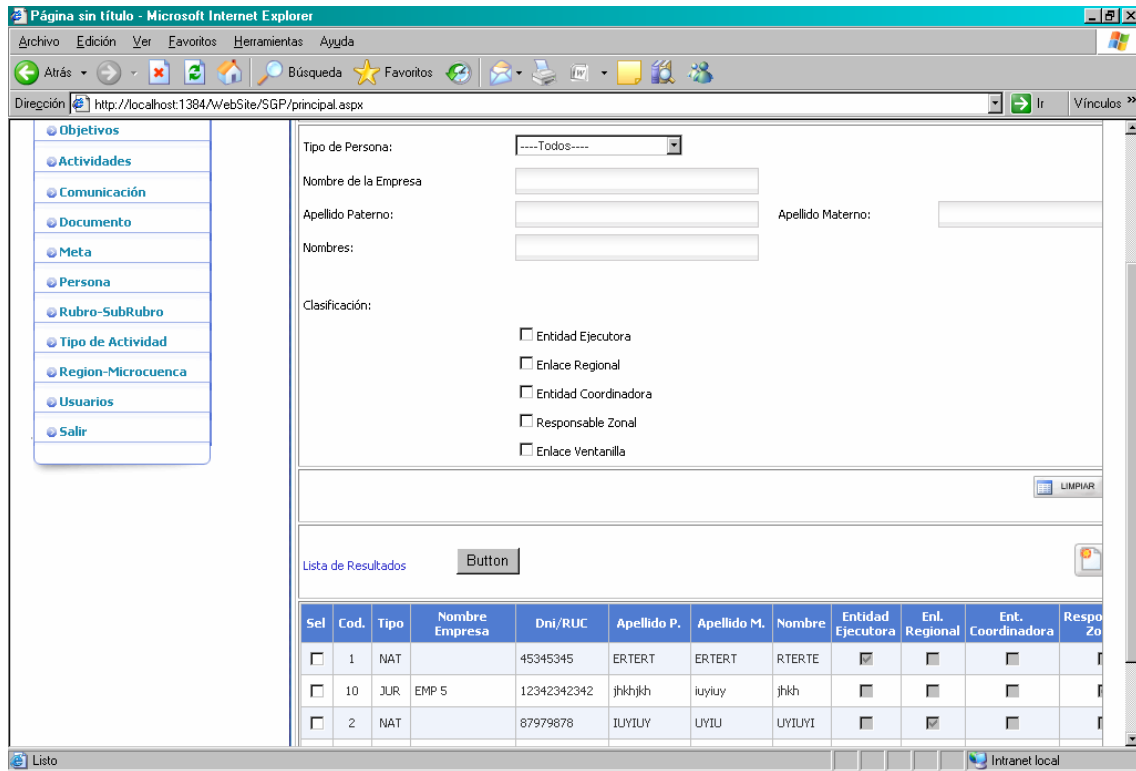 Página sin título - Microsoft Internet Explorer
Archivo Edición Ver Favoritos Herramientas Ayuda
Atrás Búsqueda Favoritos
Dirección http://localhost:1384/WebSite/SGP/principal.aspx Ir Vínculos »
Objetivos
Actividades
Comunicación
Documento
Meta
Persona
Rubro-SubRubro
Tipo de Actividad
Region-Microcuenca
Usuarios
Salir
Tipo de Persona: ----Todos----
Nombre de la Empresa
Apellido Paterno: Apellido Materno:
Nombres:
Clasificación:
Entidad Ejecutora
Enlace Regional
Entidad Coordinadora
Responsable Zonal
Enlace Ventanilla
LIMPIAR
Lista de Resultados Button
Sel Cod. Tipo Nombre Empresa Dni/RUC Apellido P. Apellido M. Nombre Entidad Ejecutora Enl. Regional Ent. Coordinadora Respo Zo
1 NAT 45345345 ERTERT ERTERT RTERTE
10 JUR EMP 5 12342342342 jhkhjkh iuyiuy jhkh
2 NAT 87979878 IUYIUY UYIU UYIUYI
Listo Intranet local